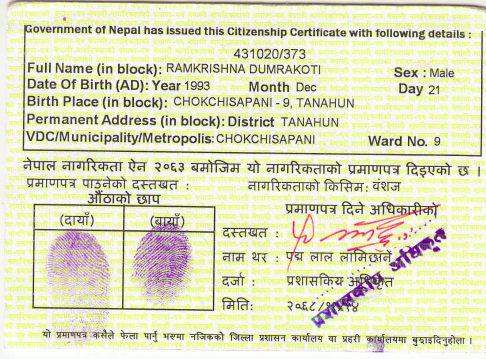 Government of Nepal has issued this Citizenship Certificate with following details :
431020/373
Full Name (in block): RAMKRISHNA DUMRAKOTI Sex : Male
Date Of Birth (AD): Year 1993 Month Dec Day 21
Birth Place (in block): CHOKCHISAPANI - 9, TANAHUN
Permanent Address (in block): District TANAHUN
VDC/Municipality/Metropolis: CHOKCHISAPANI Ward No. 9
नेपाल नागरिकता ऐन २०६३ बमोजिम यो नागरिकताको प्रमाणपत्र दिइएको छ ।
प्रमाणपत्र पाउनेको दस्तखत : नागरिकताको किसिम: वंशज
औंठाको छाप प्रमाणपत्र दिने अधिकारीको
(दायाँ) (बायाँ) दस्तखत :
नाम थर : पद्म लाल लामिछाने
दर्जा : प्रशासकिय अधिकृत
मिति: २०६८/
प्रशासकीय अधिकृत
यो प्रमाणपत्र कसैले फेला पार्नु भएमा नजिकको जिल्ला प्रशासन कार्यालय वा प्रहरी कार्यालयमा बुझाइदिनुहोला ।